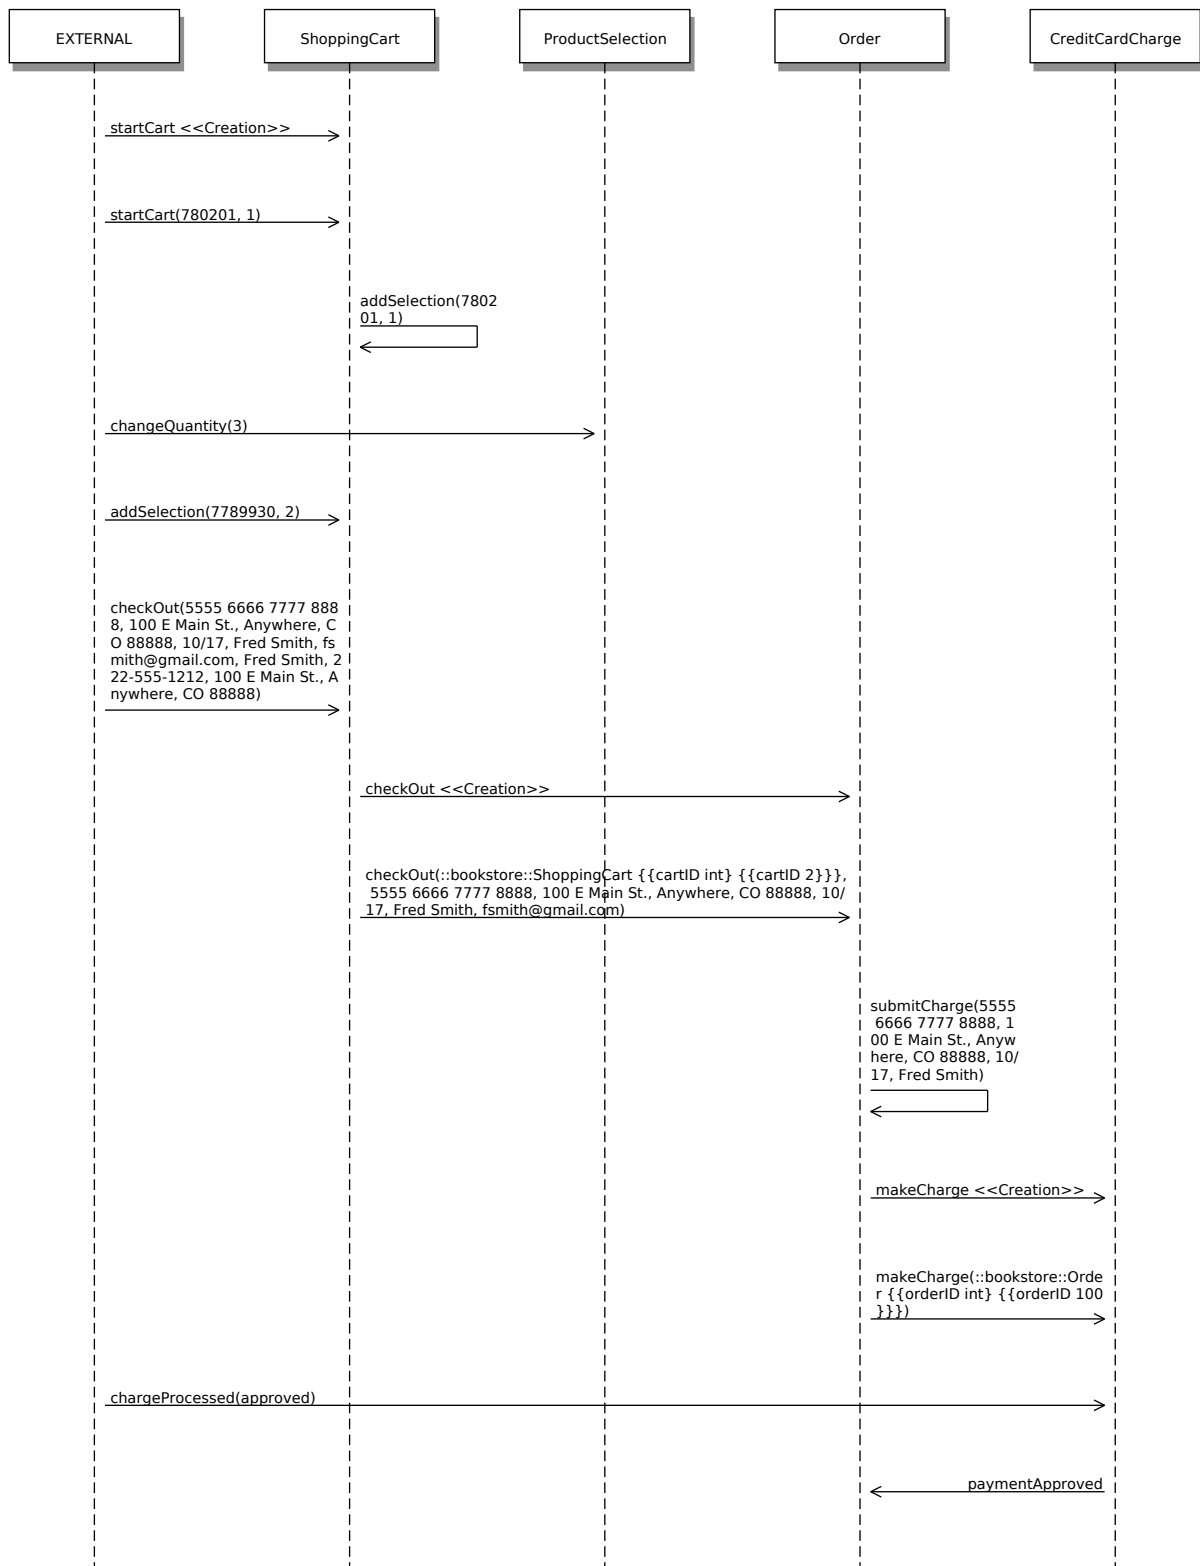 EXTERNAL
ShoppingCart
ProductSelection
Order
CreditCardCharge
startCart <<Creation>>
startCart(780201, 1)
addSelection(7802
01, 1)
changeQuantity(3)
addSelection(7789930, 2)
checkOut(5555 6666 7777 888
8, 100 E Main St., Anywhere, C
O 88888, 10/17, Fred Smith, fs
mith@gmail.com, Fred Smith, 2
22-555-1212, 100 E Main St., A
nywhere, CO 88888)
checkOut <<Creation>>
checkOut(::bookstore::ShoppingCart {{cartID int} {{cartID 2}}},
5555 6666 7777 8888, 100 E Main St., Anywhere, CO 88888, 10/
17, Fred Smith, fsmith@gmail.com)
submitCharge(5555
6666 7777 8888, 1
00 E Main St., Anyw
here, CO 88888, 10/
17, Fred Smith)
makeCharge <<Creation>>
makeCharge(::bookstore::Orde
r {{orderID int} {{orderID 100
}}})
chargeProcessed(approved)
paymentApproved